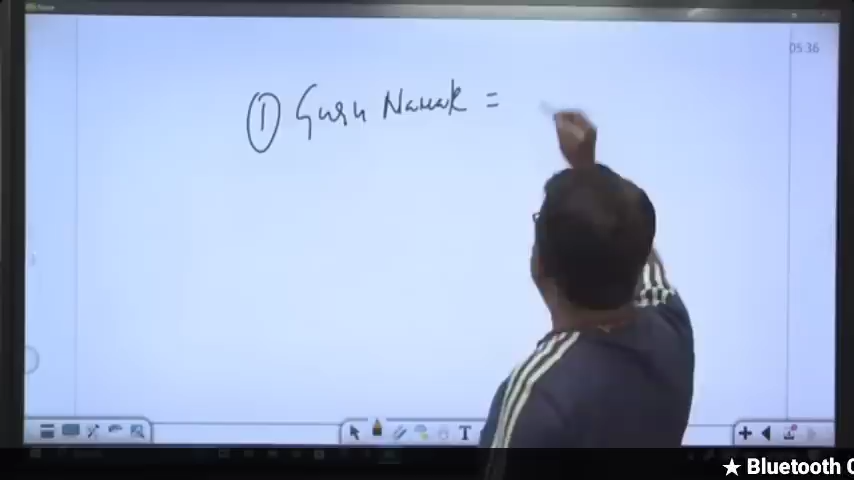 05:36
① Guru Nanak =
T
★ Bluetooth C